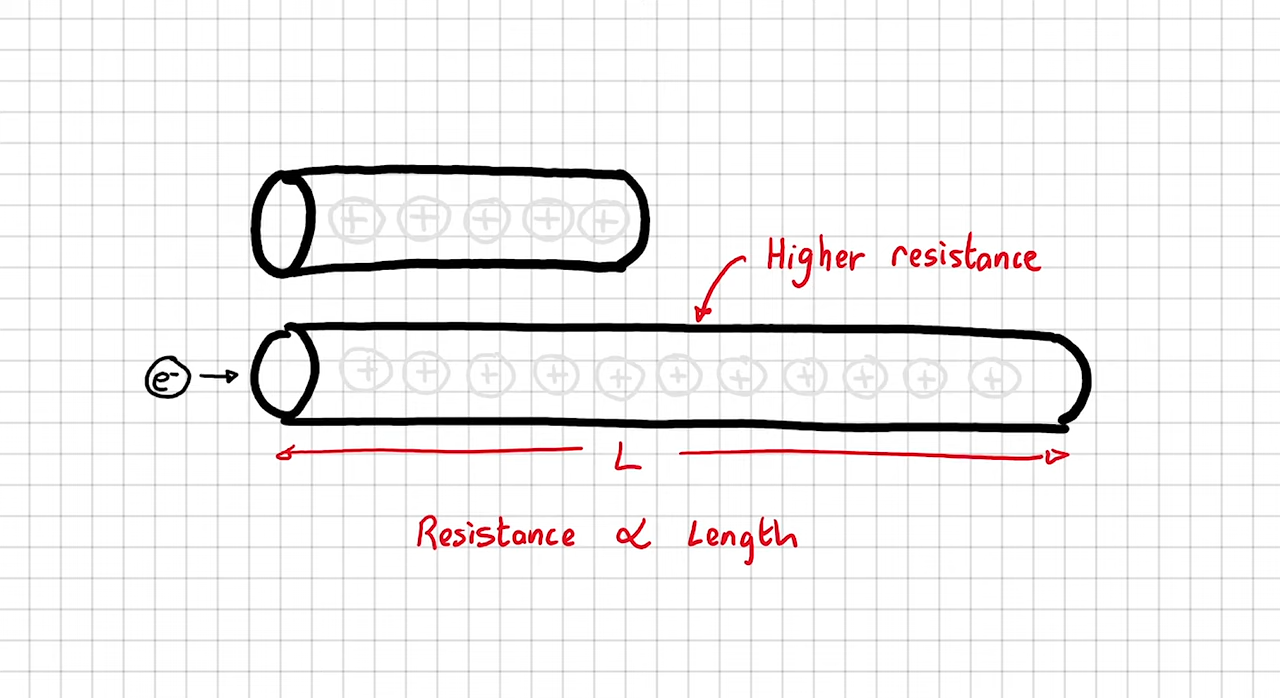 + + + + +
Higher resistance
e⁻ → + + + + + + + + + + +
L
Resistance ∝ Length